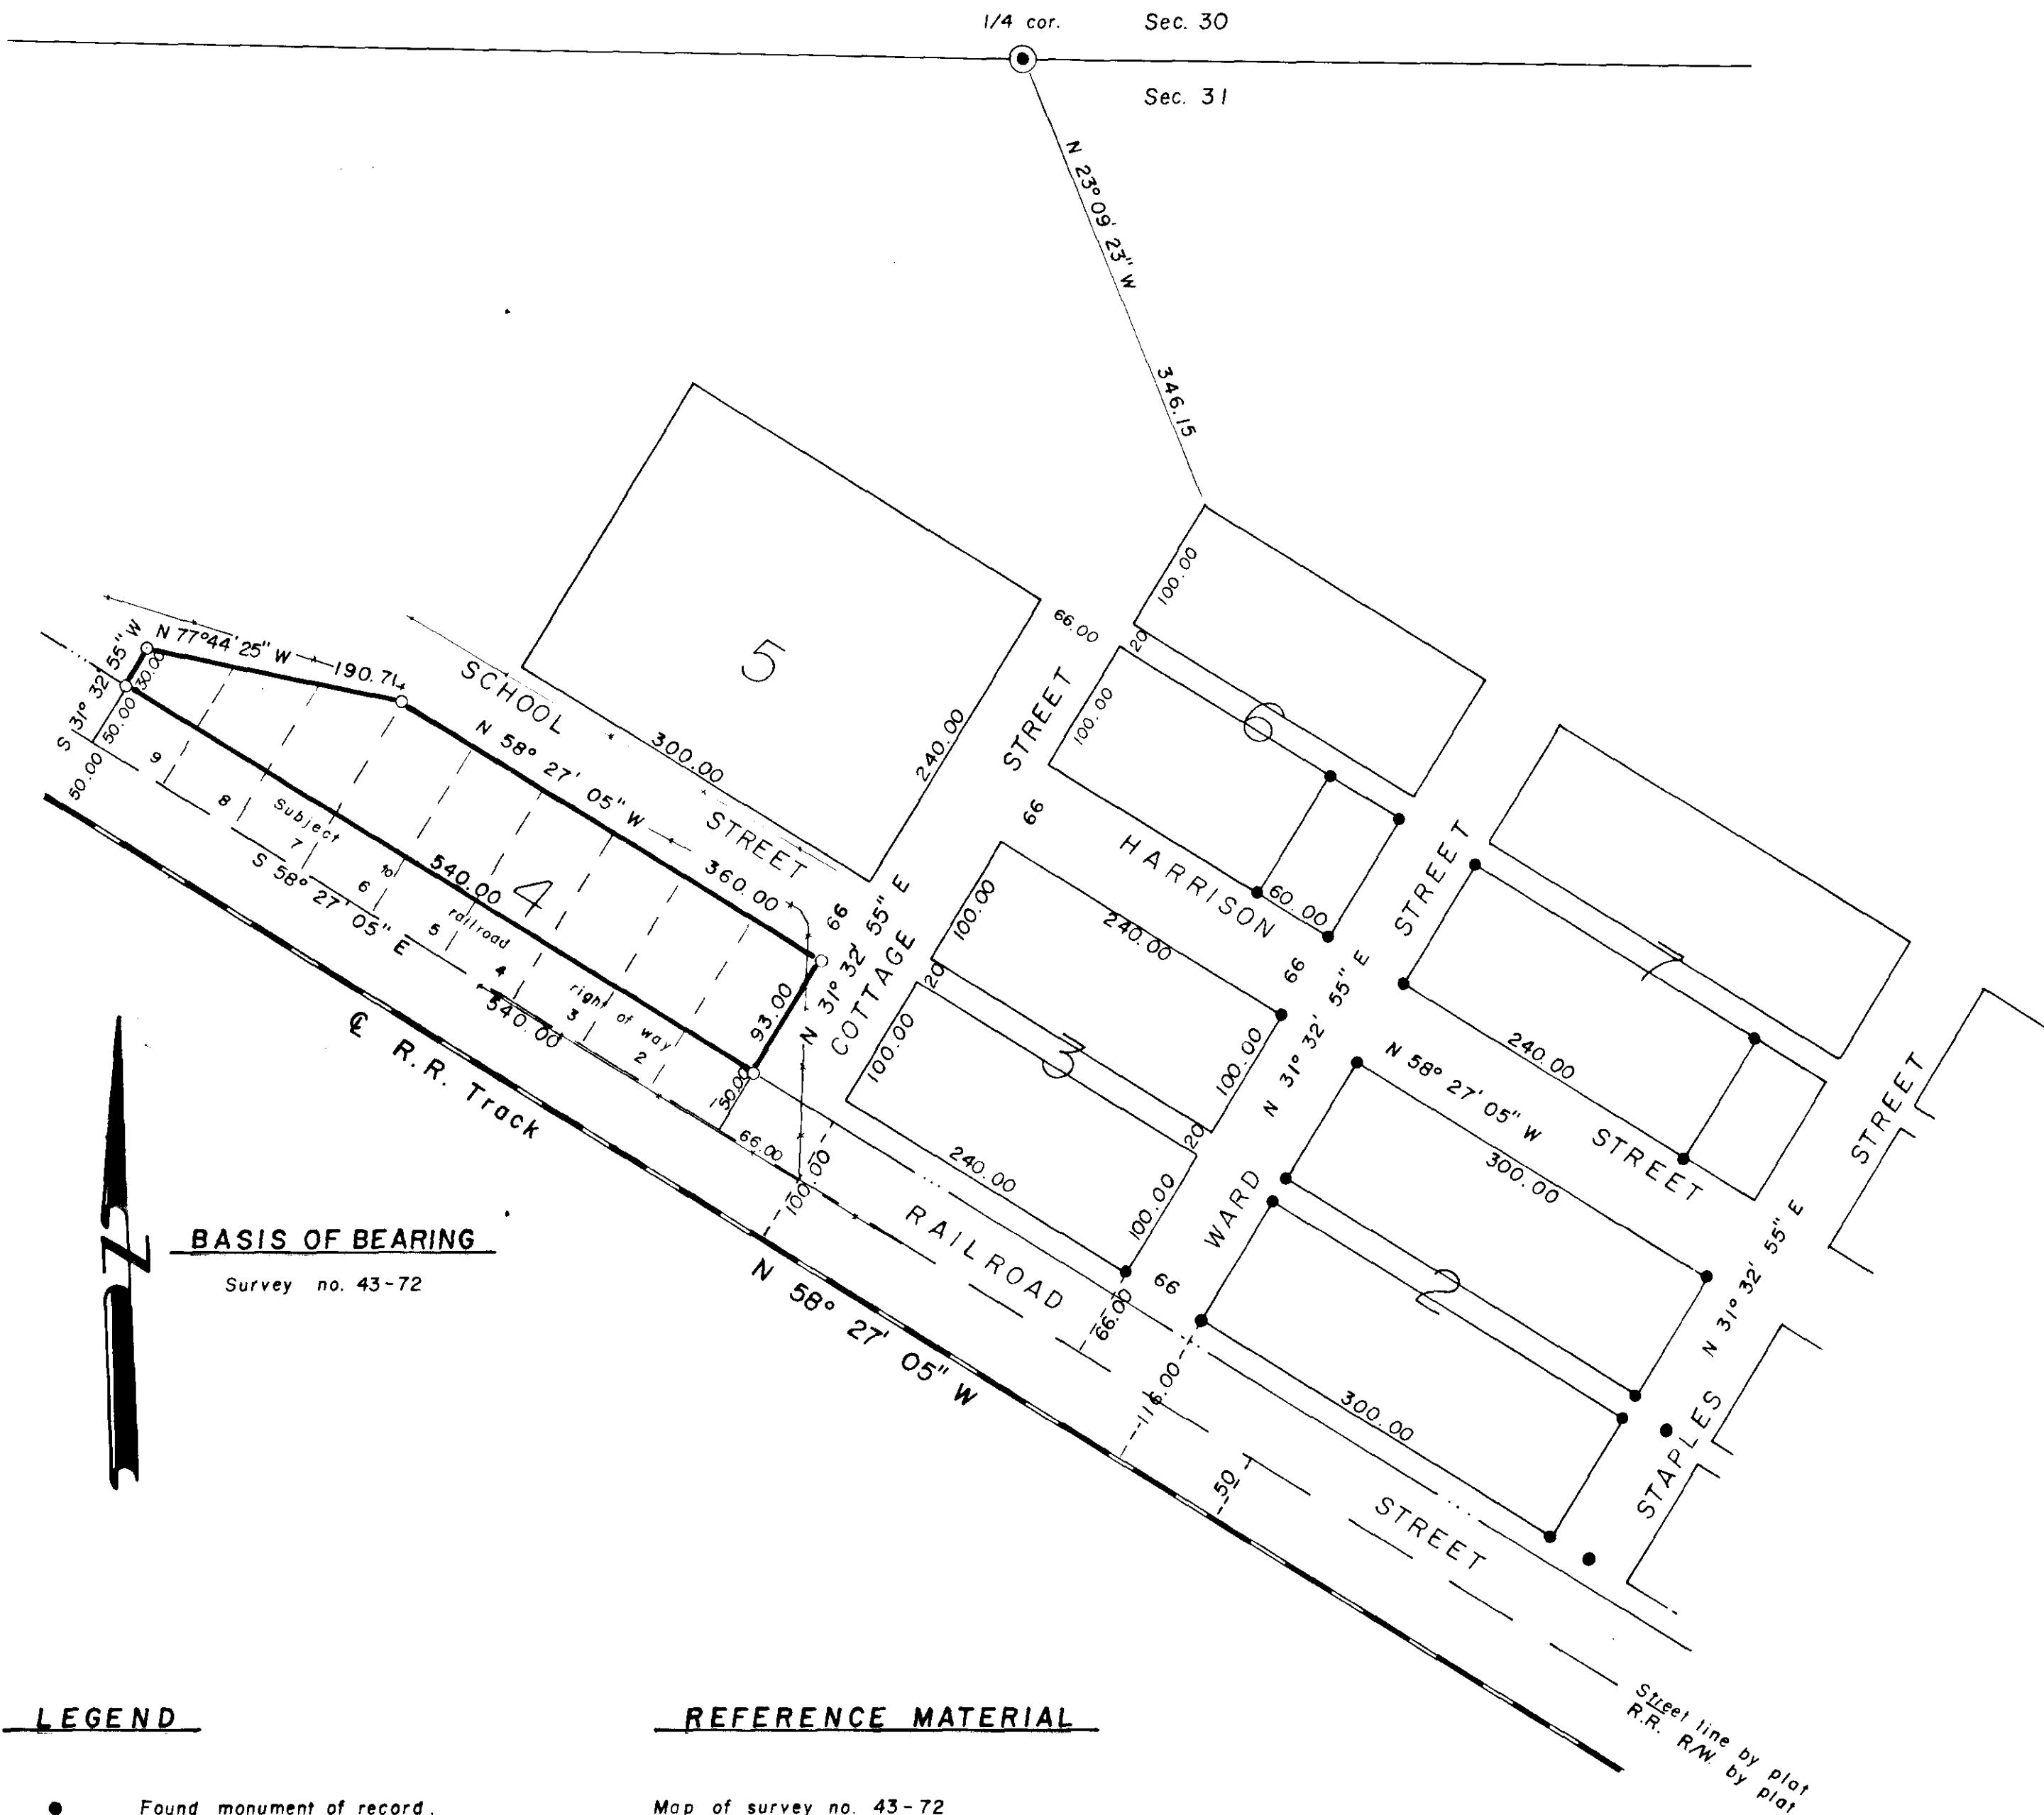 1/4 cor.
Sec. 30
Sec. 31
N 23° 09' 23" W
346.15
100.00
66.00
20
100.00
6
STREET
66
HARRISON
60.00
5
240.00
300.00
SCHOOL
STREET
N 77° 44' 25" W
190.71
S 31° 32' 55" W
30.00
50.00
50.00
N 58° 27' 05" W
360.00
540.00
4
9
8
7
6
5
4
3
2
Subject
to
railroad
right
of way
S 58° 27' 05" E
540.00
93.00
50.00
66.00
100.00
66
N 31° 32' 55" E
COTTAGE
100.00
240.00
20
100.00
3
100.00
20
240.00
100.00
66
STREET
N 31° 32' 55" E
WARD
66
7
240.00
N 58° 27' 05" W
STREET
300.00
2
300.00
STREET
N 31° 32' 55" E
STAPLES
RAILROAD
STREET
66.00
116.00
50
℄ R.R. Track
N 58° 27' 05" W
Street line by plat
R.R. R/W. by plat
BASIS OF BEARING
Survey no. 43-72
LEGEND
Found monument of record.
REFERENCE MATERIAL
Map of survey no. 43-72